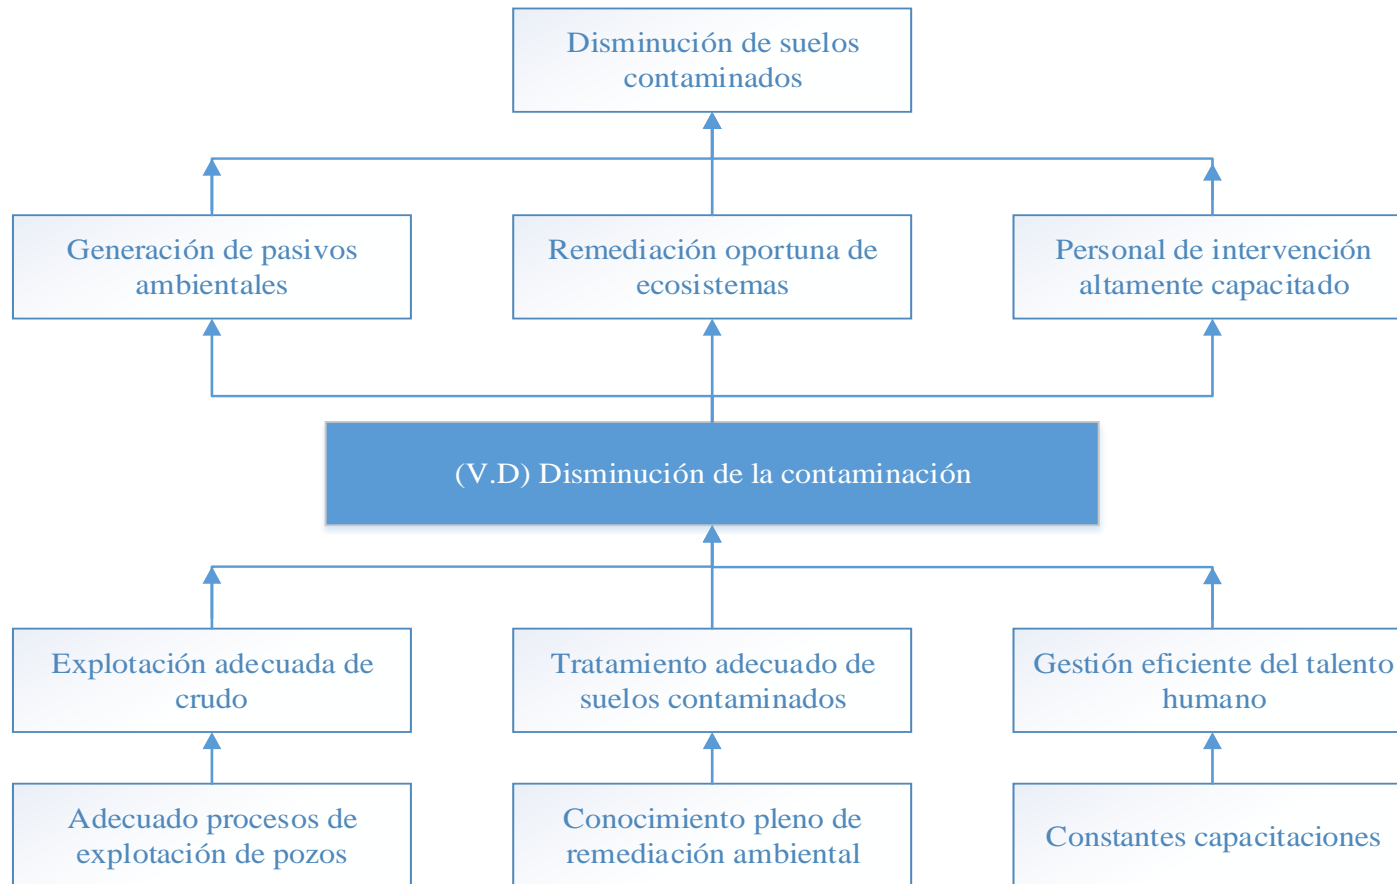 Disminución de suelos
contaminados
Generación de pasivos
ambientales
Remediación oportuna de
ecosistemas
Personal de intervención
altamente capacitado
(V.D) Disminución de la contaminación
Explotación adecuada de
crudo
Tratamiento adecuado de
suelos contaminados
Gestión eficiente del talento
humano
Adecuado procesos de
explotación de pozos
Conocimiento pleno de
remediación ambiental
Constantes capacitaciones